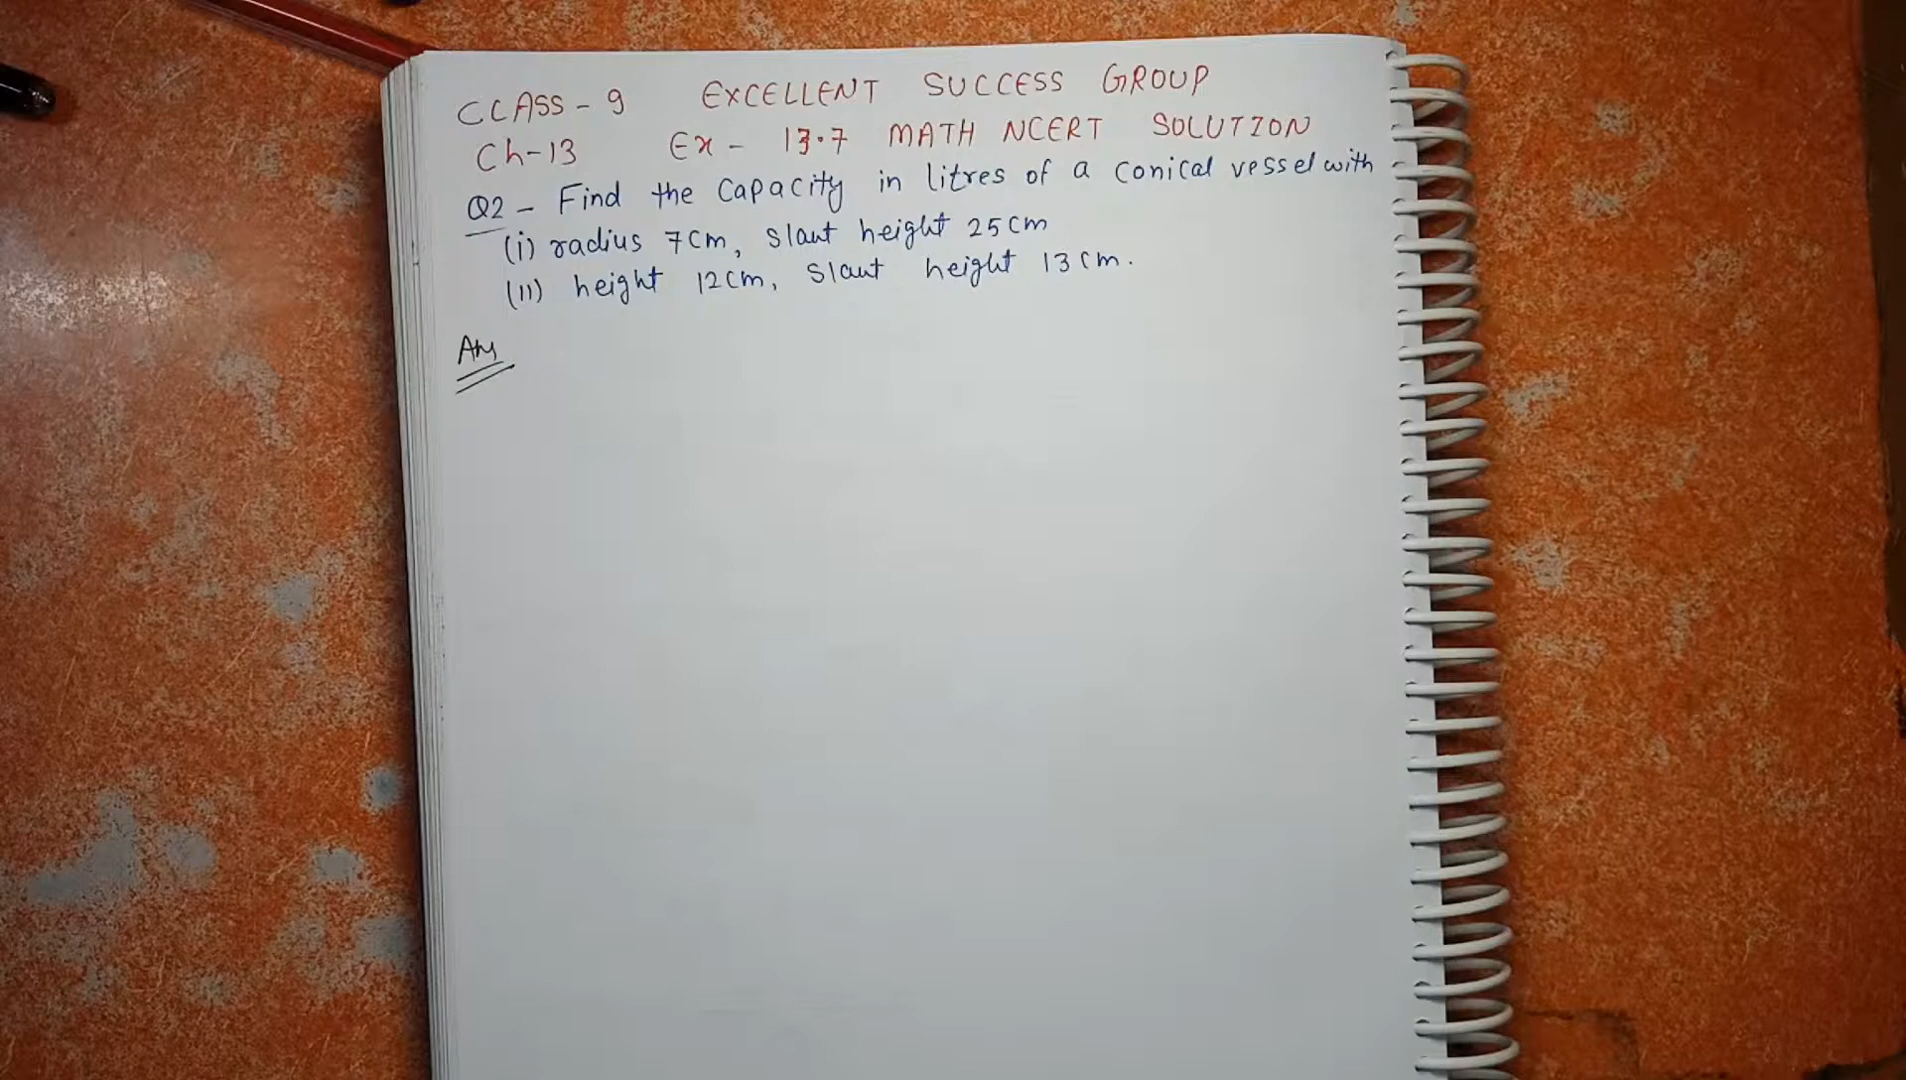 CLASS - 9 EXCELLENT SUCCESS GROUP
Ch-13 Ex - 13.7 MATH NCERT SOLUTION
Q2 - Find the capacity in litres of a conical vessel with
(i) radius 7cm, slant height 25cm
(11) height 12cm, slant height 13cm.
Ans